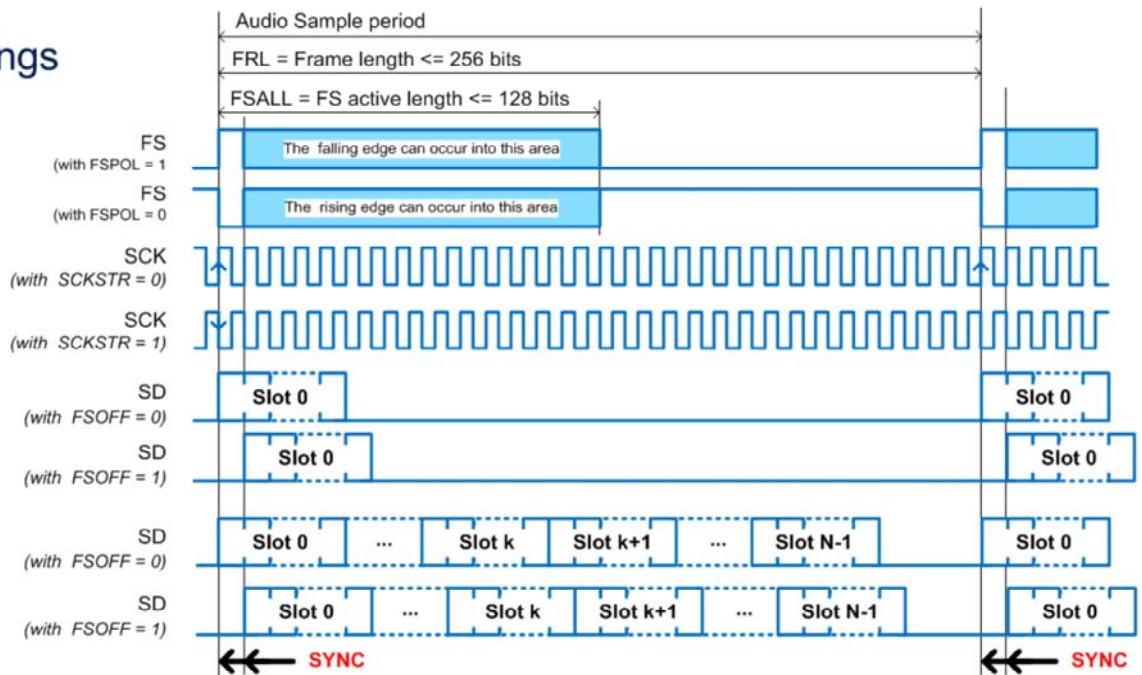 ngs
Audio Sample period
FRL = Frame length <= 256 bits
FSALL = FS active length <= 128 bits
FS
(with FSPOL = 1
The falling edge can occur into this area
FS
(with FSPOL = 0
The rising edge can occur into this area
SCK
(with SCKSTR = 0)
SCK
(with SCKSTR = 1)
SD
(with FSOFF = 0)
Slot 0
Slot 0
SD
(with FSOFF = 1)
Slot 0
Slot 0
SD
(with FSOFF = 0)
Slot 0 ... Slot k Slot k+1 ... Slot N-1 Slot 0
SD
(with FSOFF = 1)
Slot 0 ... Slot k Slot k+1 ... Slot N-1 Slot 0
SYNC SYNC